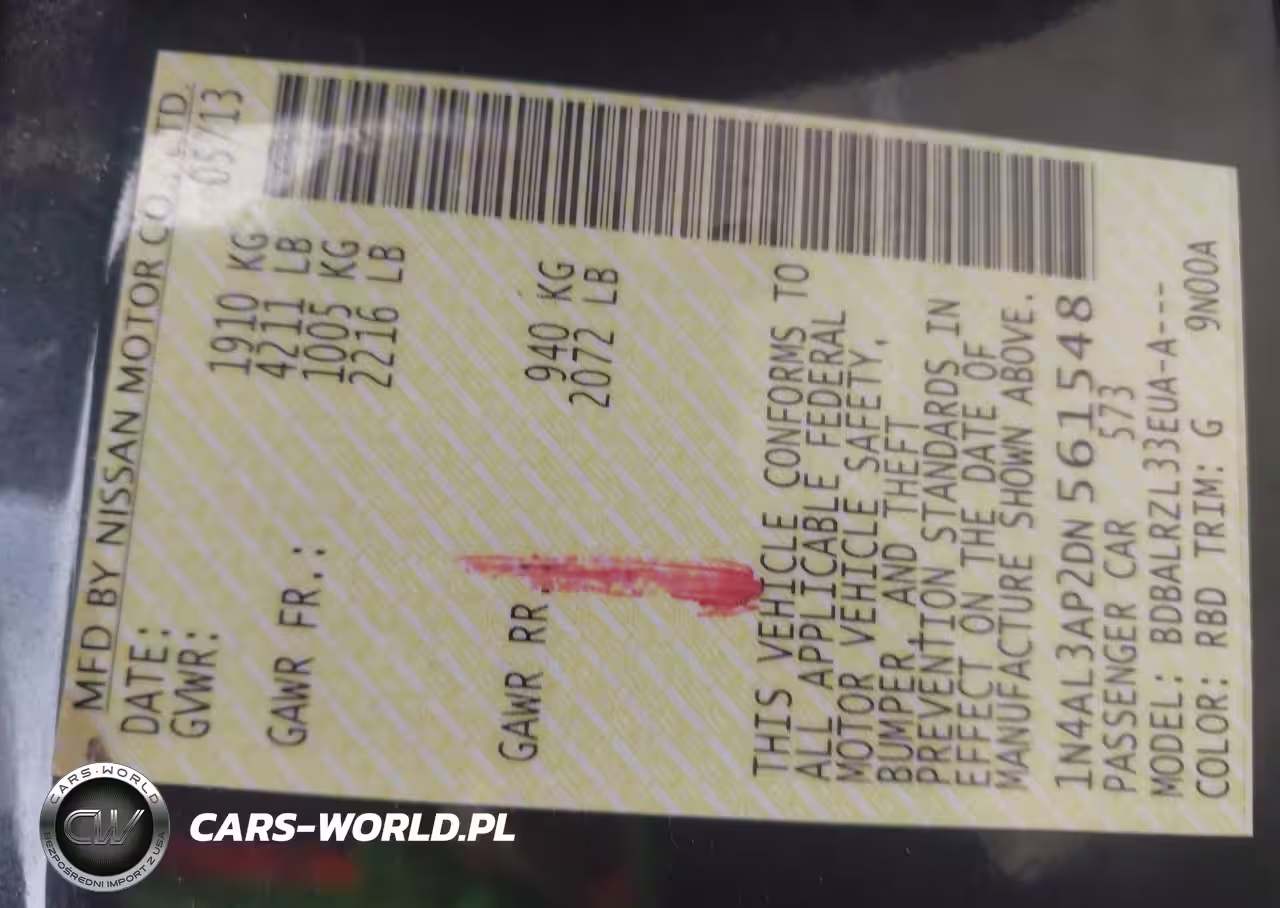 MFD BY NISSAN MOTOR CO., LTD.
DATE: 05/13
GVWR: 1910 KG
4211 LB
GAWR FR.: 1005 KG
2216 LB
GAWR RR. 940 KG
2072 LB
THIS VEHICLE CONFORMS TO
ALL APPLICABLE FEDERAL
MOTOR VEHICLE SAFETY,
BUMPER, AND THEFT
PREVENTION STANDARDS IN
EFFECT ON THE DATE OF
MANUFACTURE SHOWN ABOVE.
1N4AL3AP2DN561548
PASSENGER CAR 573
MODEL: BDBALRZL33EUA-A---
COLOR: RBD TRIM: G 9N00A
CARS·WORLD
CW
BEZPOŚREDNI IMPORT Z USA
CARS-WORLD.PL